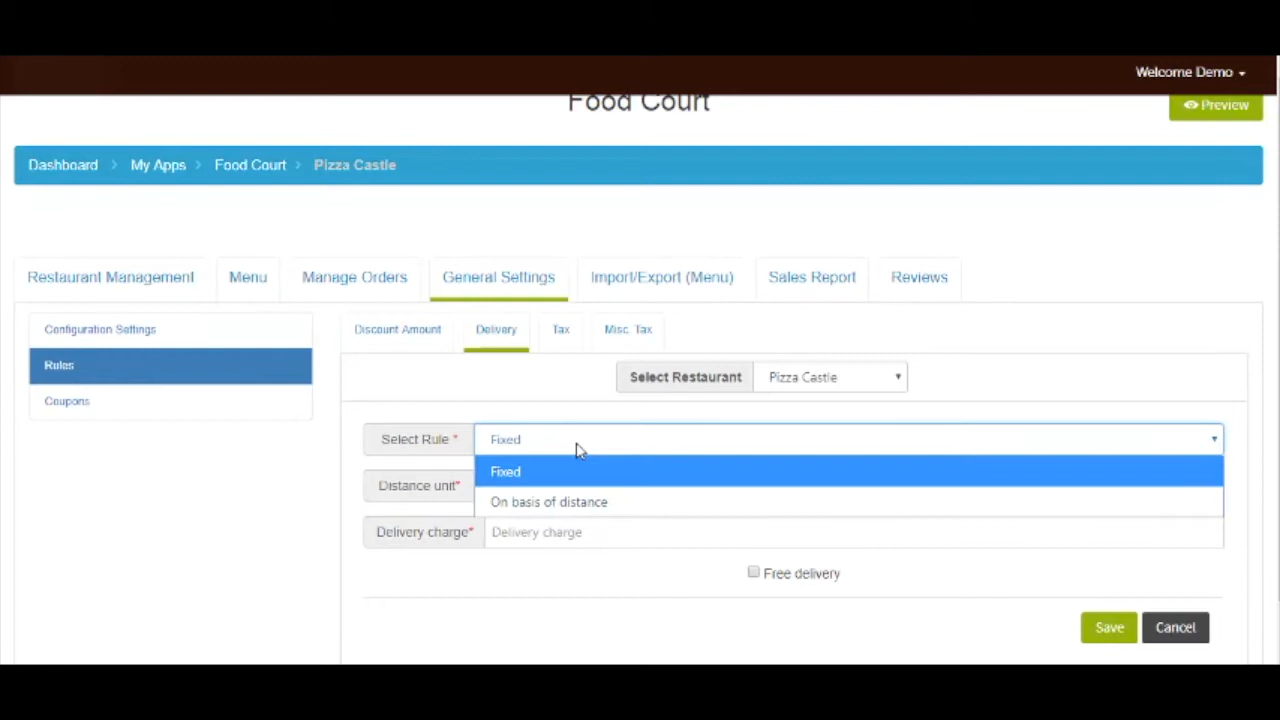 Welcome Demo
Food Court
Preview
Dashboard > My Apps > Food Court > Pizza Castle
Restaurant Management Menu Manage Orders General Settings Import/Export (Menu) Sales Report Reviews
Configuration Settings
Rules
Coupons
Discount Amount Delivery Tax Misc. Tax
Select Restaurant Pizza Castle
Select Rule * Fixed
Fixed
Distance unit*
On basis of distance
Delivery charge* Delivery charge
Free delivery
Save Cancel